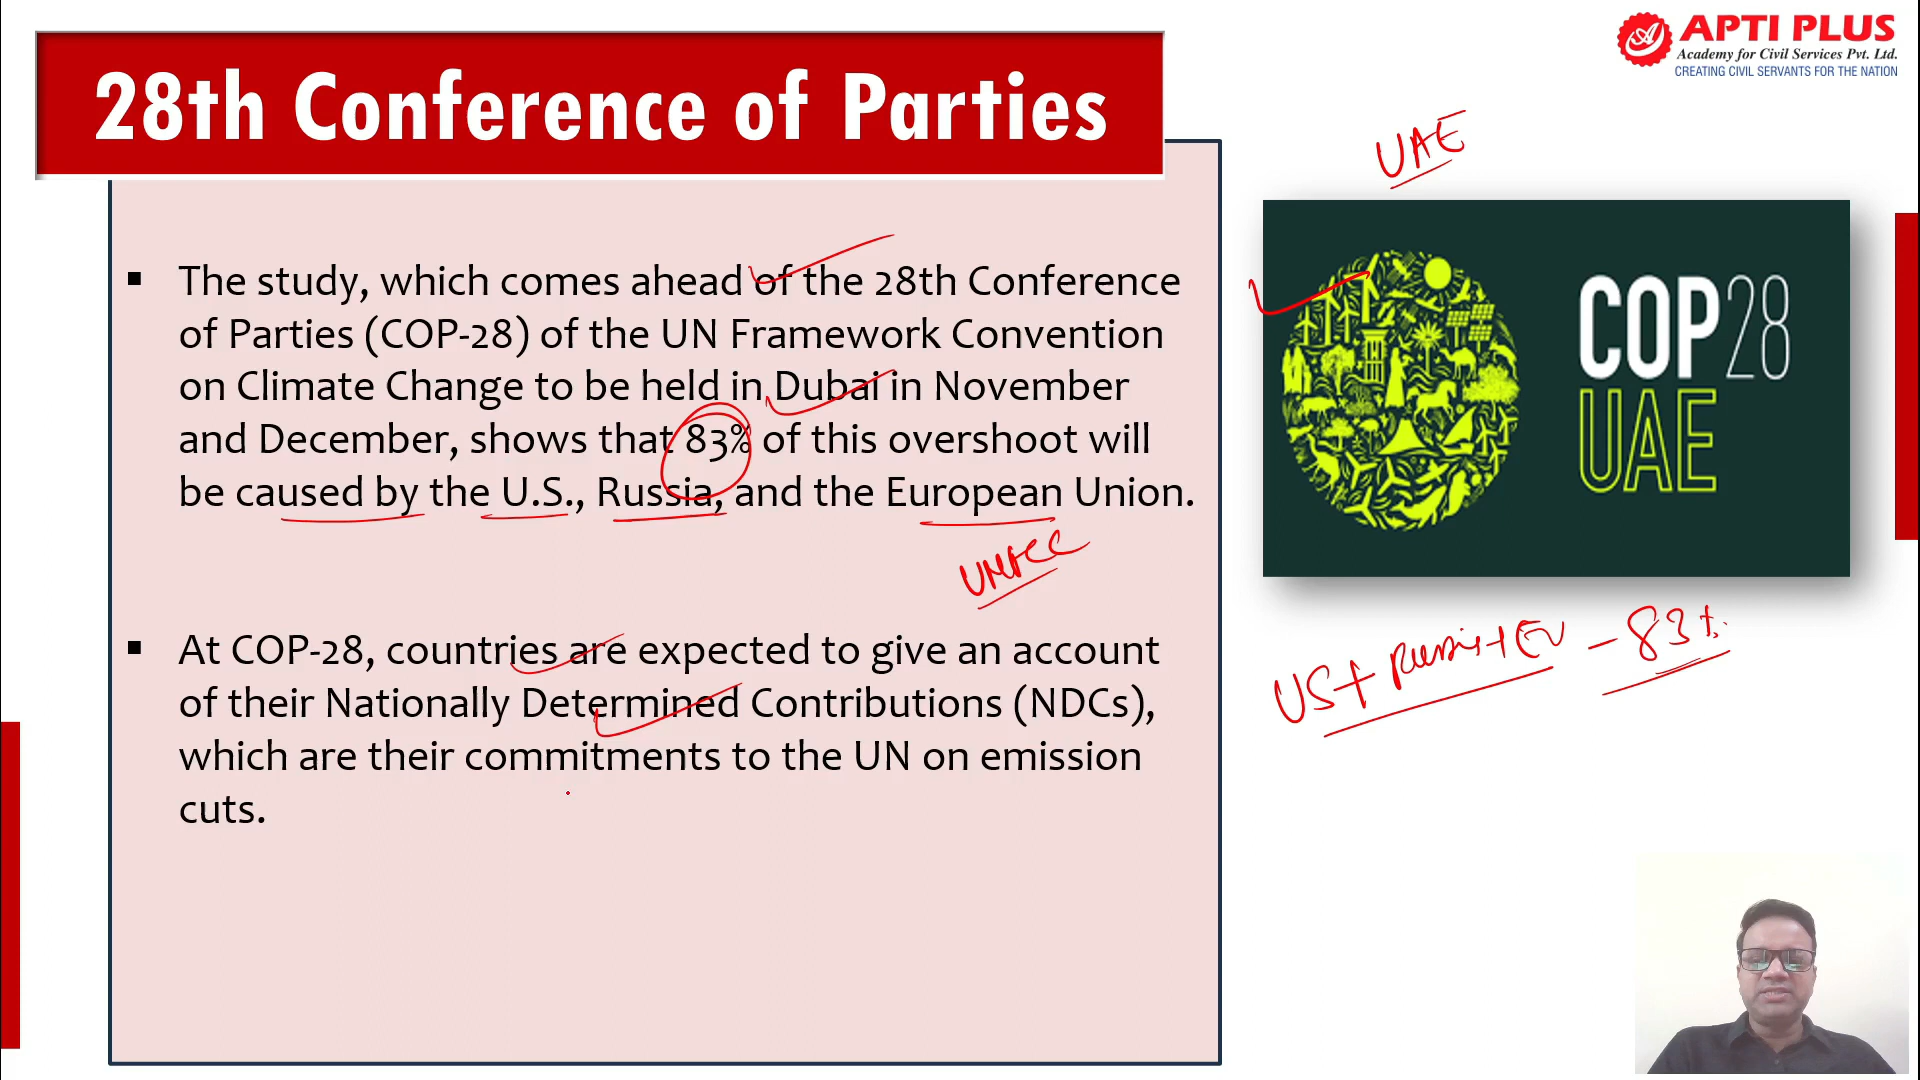 APTI PLUS
Academy for Civil Services Pvt. Ltd.
CREATING CIVIL SERVANTS FOR THE NATION
28th Conference of Parties
UAE
▪ The study, which comes ahead of the 28th Conference
of Parties (COP-28) of the UN Framework Convention
on Climate Change to be held in Dubai in November
and December, shows that 83% of this overshoot will
be caused by the U.S., Russia, and the European Union.
COP28
UAE
▪ At COP-28, countries are expected to give an account
of their Nationally Determined Contributions (NDCs),
which are their commitments to the UN on emission
cuts.
US+ Russia+EU - 83%